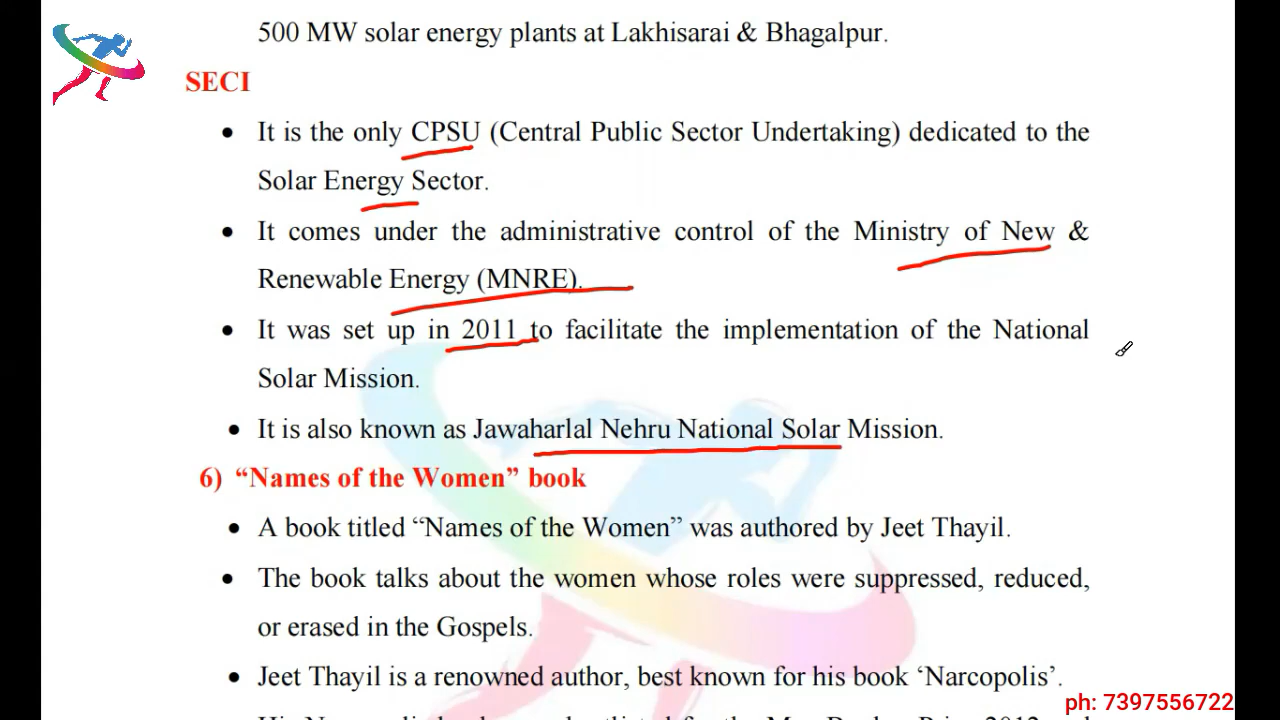 500 MW solar energy plants at Lakhisarai & Bhagalpur.
SECI
• It is the only CPSU (Central Public Sector Undertaking) dedicated to the
Solar Energy Sector.
• It comes under the administrative control of the Ministry of New &
Renewable Energy (MNRE).
• It was set up in 2011 to facilitate the implementation of the National
Solar Mission.
• It is also known as Jawaharlal Nehru National Solar Mission.
6) “Names of the Women” book
• A book titled “Names of the Women” was authored by Jeet Thayil.
• The book talks about the women whose roles were suppressed, reduced,
or erased in the Gospels.
• Jeet Thayil is a renowned author, best known for his book ‘Narcopolis’.
ph: 7397556722